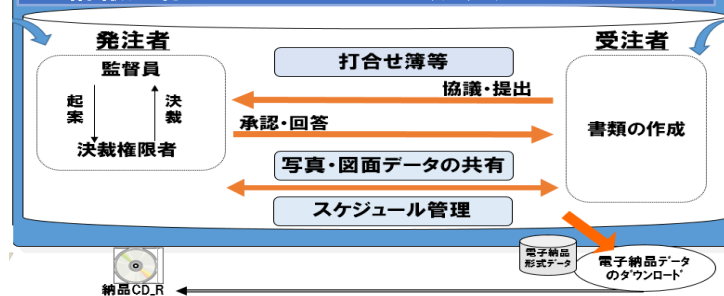 発注者
受注者
監督員
打合せ簿等
協議・提出
起案
決裁
承認・回答
決裁権限者
書類の作成
写真・図面データの共有
スケジュール管理
電子納品
形式データ
電子納品データ
のダウンロード
納品CD_R